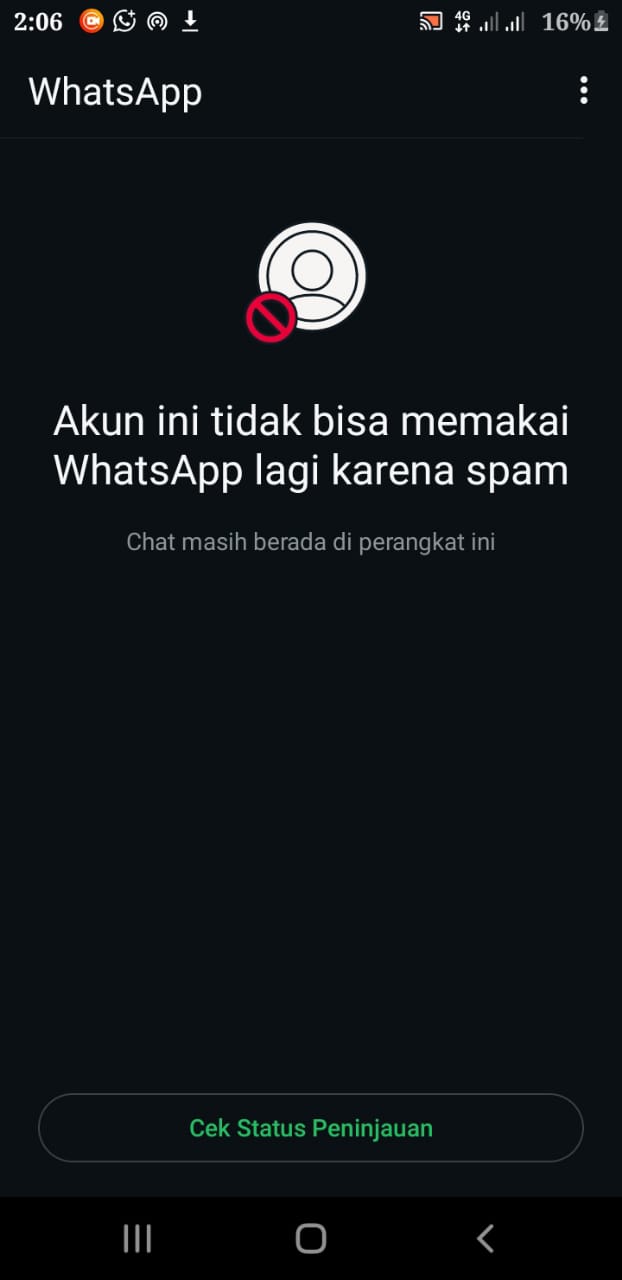 2:06 4G 16%
WhatsApp
Akun ini tidak bisa memakai
WhatsApp lagi karena spam
Chat masih berada di perangkat ini
Cek Status Peninjauan